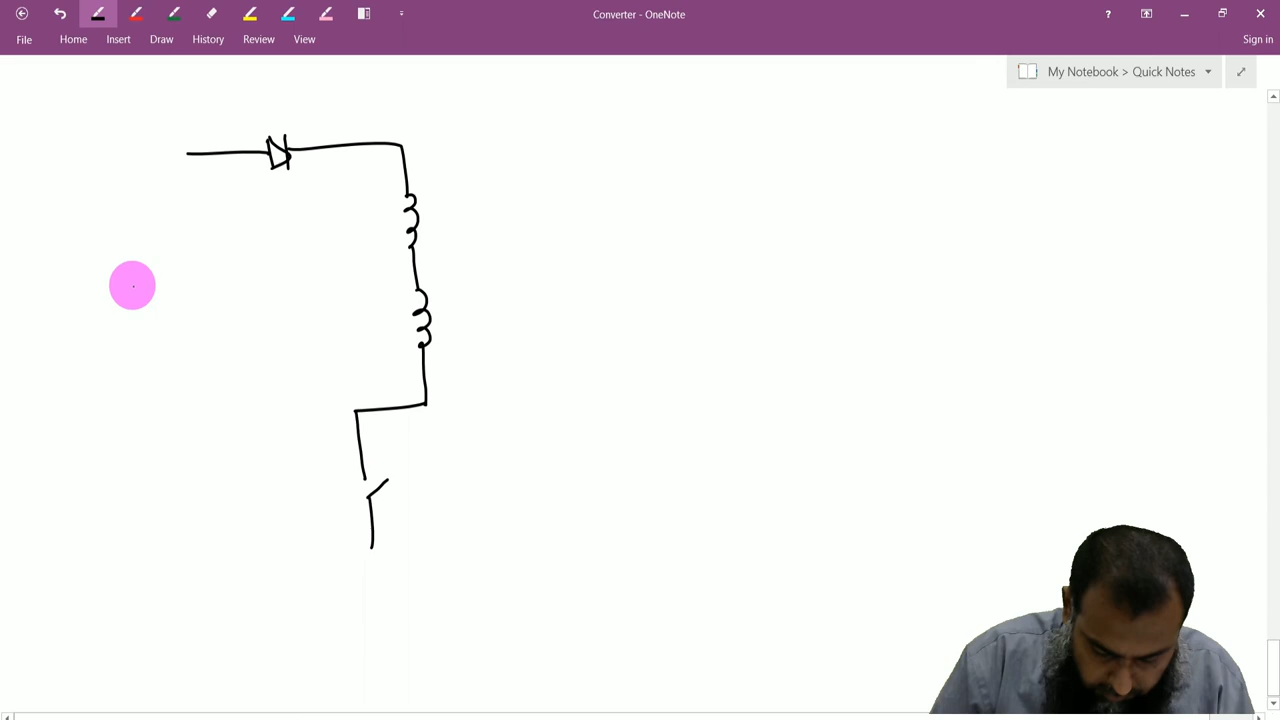 Converter - OneNote
?
File
Home
Insert
Draw
History
Review
View
Sign in
My Notebook > Quick Notes